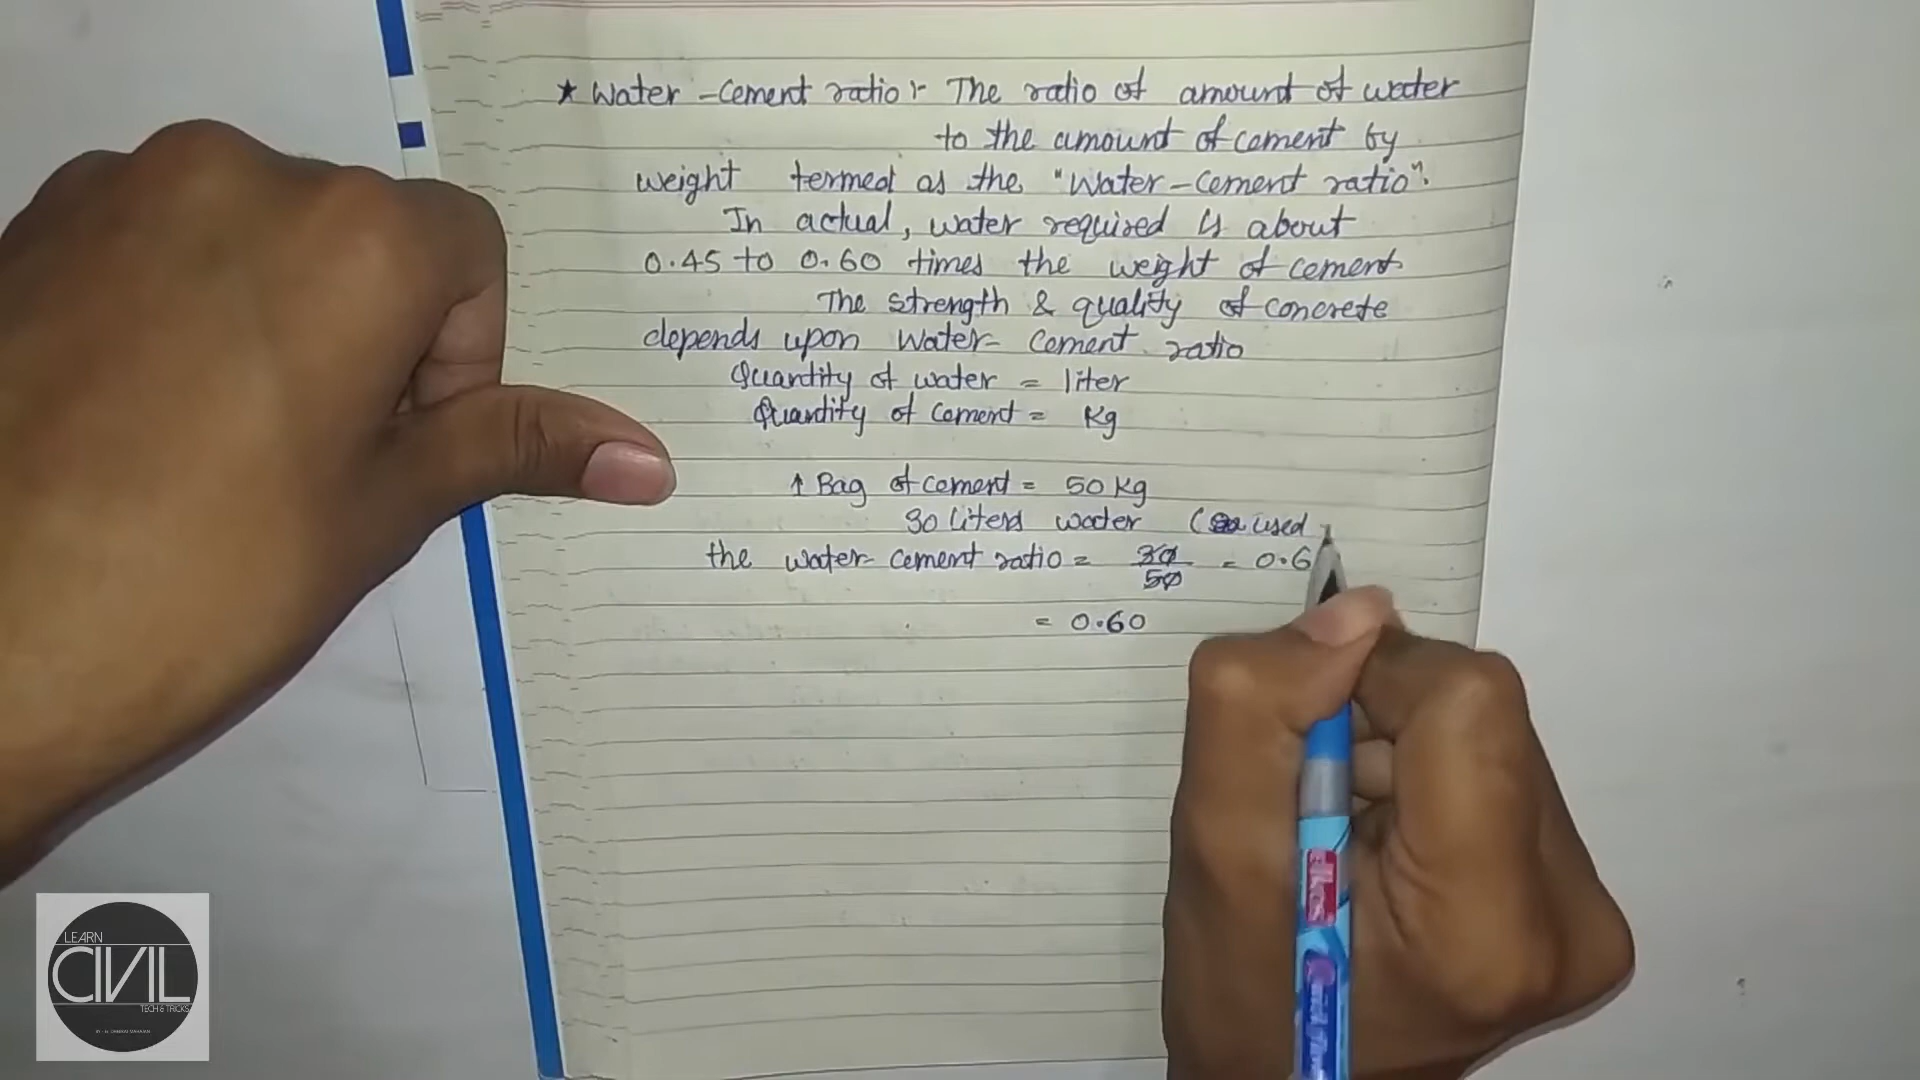 ★ Water-Cement ratio:- The ratio of amount of water
to the amount of cement by
weight termed as the "Water-Cement ratio".
In actual, water required is about
0.45 to 0.60 times the weight of cement.
The strength & quality of concrete
depends upon Water-Cement ratio
Quantity of water = liter
Quantity of cement = Kg
1 Bag of cement = 50 Kg
30 liters water ( used
the water-cement ratio = 30/50 = 0.6
= 0.60
LEARN
CIVIL
TECH & TRICKS